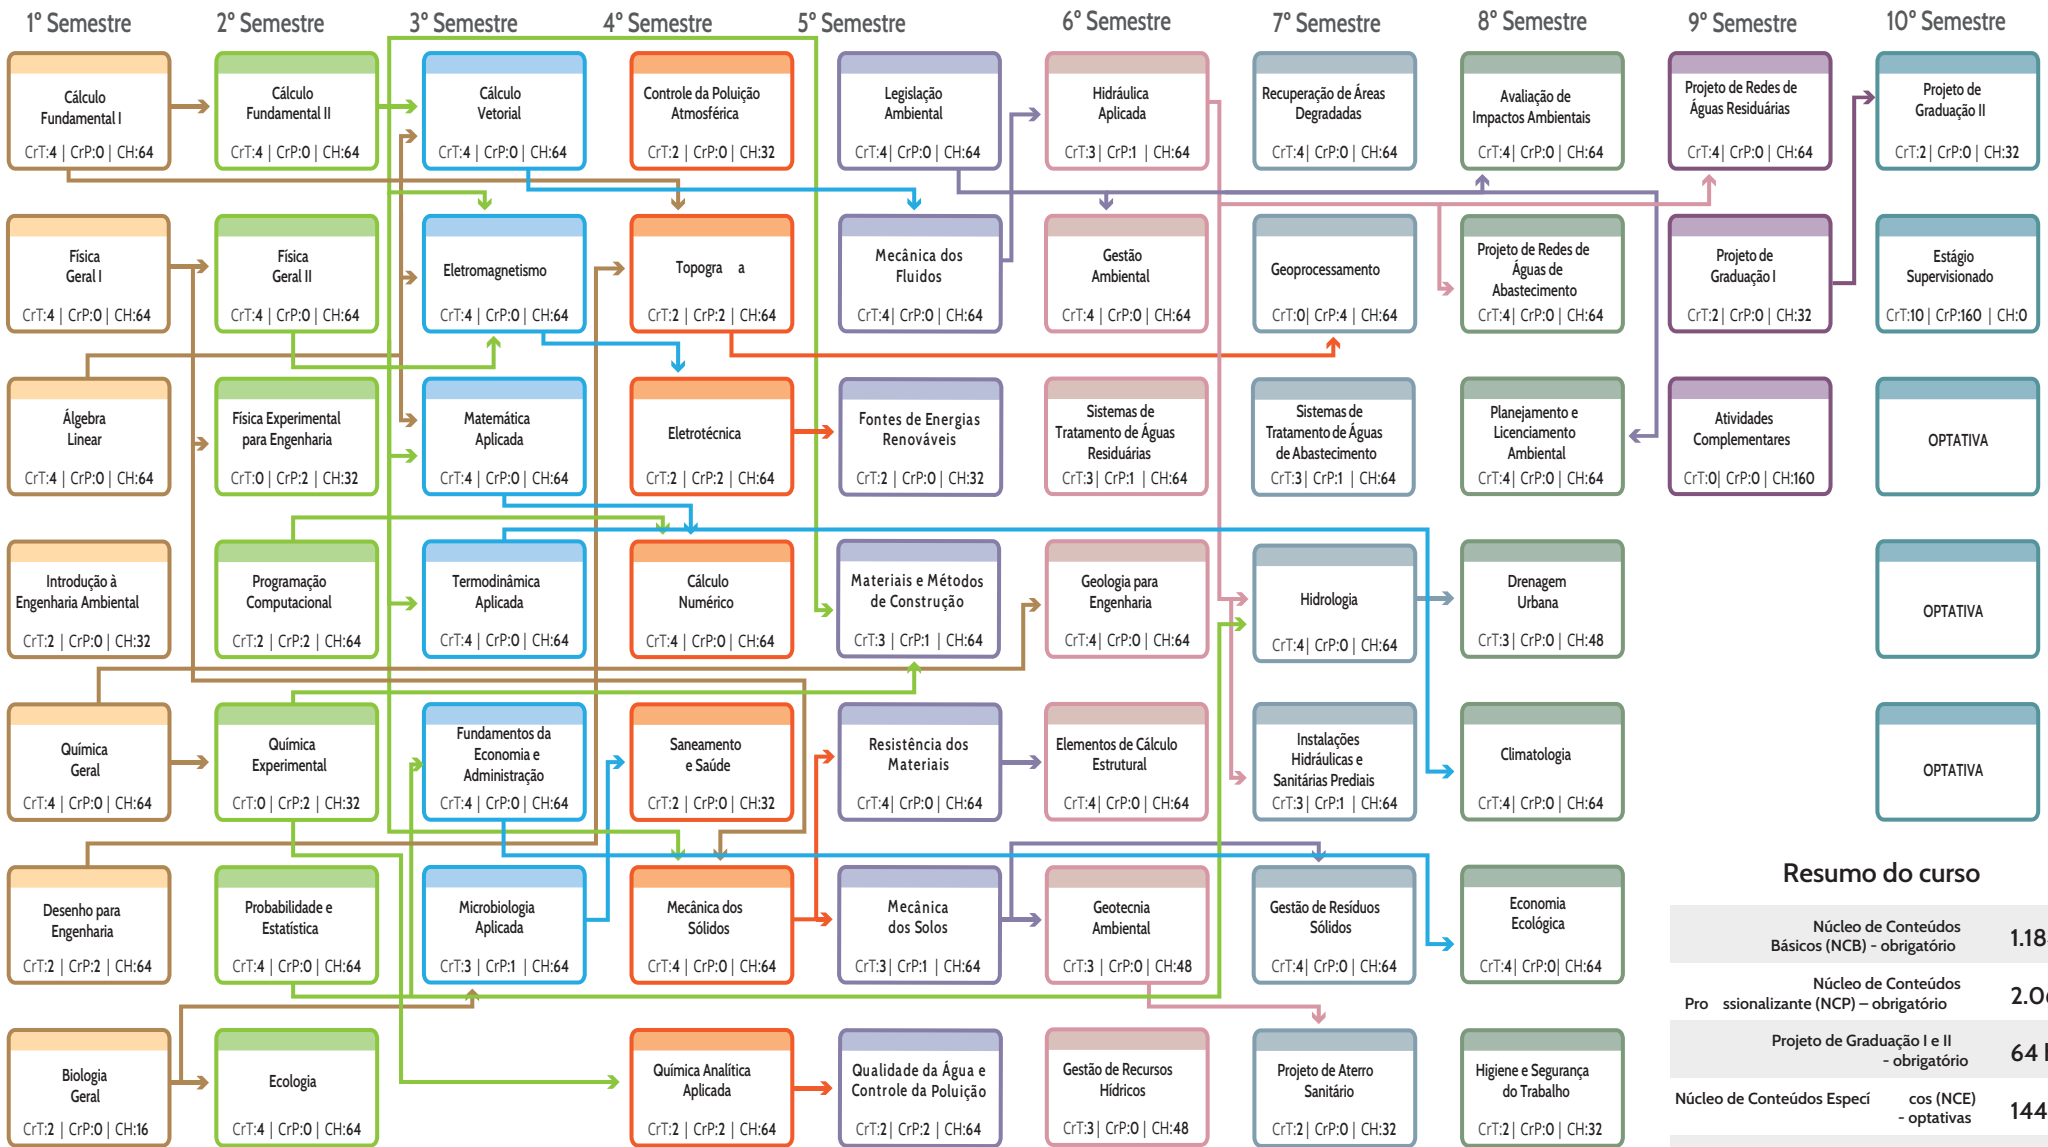 1º Semestre
2º Semestre
3º Semestre
4º Semestre
5º Semestre
6º Semestre
7º Semestre
8º Semestre
9º Semestre
10º Semestre
Cálculo
Fundamental I
CrT:4 | CrP:0 | CH:64
Cálculo
Fundamental II
CrT:4 | CrP:0 | CH:64
Cálculo
Vetorial
CrT:4 | CrP:0 | CH:64
Controle da Poluição
Atmosférica
CrT:2 | CrP:0 | CH:32
Legislação
Ambiental
CrT:4 | CrP:0 | CH:64
Hidráulica
Aplicada
CrT:3 | CrP:1 | CH:64
Recuperação de Áreas
Degradadas
CrT:4 | CrP:0 | CH:64
Avaliação de
Impactos Ambientais
CrT:4 | CrP:0 | CH:64
Projeto de Redes de
Águas Residuárias
CrT:4 | CrP:0 | CH:64
Projeto de
Graduação II
CrT:2 | CrP:0 | CH:32
Física
Geral I
CrT:4 | CrP:0 | CH:64
Física
Geral II
CrT:4 | CrP:0 | CH:64
Eletromagnetismo
CrT:4 | CrP:0 | CH:64
Topogra a
CrT:2 | CrP:2 | CH:64
Mecânica dos
Fluidos
CrT:4 | CrP:0 | CH:64
Gestão
Ambiental
CrT:4 | CrP:0 | CH:64
Geoprocessamento
CrT:0 | CrP:4 | CH:64
Projeto de Redes de
Águas de
Abastecimento
CrT:4 | CrP:0 | CH:64
Projeto de
Graduação I
CrT:2 | CrP:0 | CH:32
Estágio
Supervisionado
CrT:10 | CrP:160 | CH:0
Álgebra
Linear
CrT:4 | CrP:0 | CH:64
Física Experimental
para Engenharia
CrT:0 | CrP:2 | CH:32
Matemática
Aplicada
CrT:4 | CrP:0 | CH:64
Eletrotécnica
CrT:2 | CrP:2 | CH:64
Fontes de Energias
Renováveis
CrT:2 | CrP:0 | CH:32
Sistemas de
Tratamento de Águas
Residuárias
CrT:3 | CrP:1 | CH:64
Sistemas de
Tratamento de Águas
de Abastecimento
CrT:3 | CrP:1 | CH:64
Planejamento e
Licenciamento
Ambiental
CrT:4 | CrP:0 | CH:64
Atividades
Complementares
CrT:0 | CrP:0 | CH:160
OPTATIVA
Introdução à
Engenharia Ambiental
CrT:2 | CrP:0 | CH:32
Programação
Computacional
CrT:2 | CrP:2 | CH:64
Termodinâmica
Aplicada
CrT:4 | CrP:0 | CH:64
Cálculo
Numérico
CrT:4 | CrP:0 | CH:64
Materiais e Métodos
de Construção
CrT:3 | CrP:1 | CH:64
Geologia para
Engenharia
CrT:4 | CrP:0 | CH:64
Hidrologia
CrT:4 | CrP:0 | CH:64
Drenagem
Urbana
CrT:3 | CrP:0 | CH:48
OPTATIVA
Química
Geral
CrT:4 | CrP:0 | CH:64
Química
Experimental
CrT:0 | CrP:2 | CH:32
Fundamentos da
Economia e
Administração
CrT:4 | CrP:0 | CH:64
Saneamento
e Saúde
CrT:2 | CrP:0 | CH:32
Resistência dos
Materiais
CrT:4 | CrP:0 | CH:64
Elementos de Cálculo
Estrutural
CrT:4 | CrP:0 | CH:64
Instalações
Hidráulicas e
Sanitárias Prediais
CrT:3 | CrP:1 | CH:64
Climatologia
CrT:4 | CrP:0 | CH:64
OPTATIVA
Desenho para
Engenharia
CrT:2 | CrP:2 | CH:64
Probabilidade e
Estatística
CrT:4 | CrP:0 | CH:64
Microbiologia
Aplicada
CrT:3 | CrP:1 | CH:64
Mecânica dos
Sólidos
CrT:4 | CrP:0 | CH:64
Mecânica
dos Solos
CrT:3 | CrP:1 | CH:64
Geotecnia
Ambiental
CrT:3 | CrP:0 | CH:48
Gestão de Resíduos
Sólidos
CrT:4 | CrP:0 | CH:64
Economia
Ecológica
CrT:4 | CrP:0 | CH:64
Biologia
Geral
CrT:2 | CrP:0 | CH:16
Ecologia
CrT:4 | CrP:0 | CH:64
Química Analítica
Aplicada
CrT:2 | CrP:2 | CH:64
Qualidade da Água e
Controle da Poluição
CrT:2 | CrP:2 | CH:64
Gestão de Recursos
Hídricos
CrT:3 | CrP:0 | CH:48
Projeto de Aterro
Sanitário
CrT:2 | CrP:0 | CH:32
Higiene e Segurança
do Trabalho
CrT:2 | CrP:0 | CH:32
Resumo do curso
Núcleo de Conteúdos
Básicos (NCB) - obrigatório
1.18
Núcleo de Conteúdos
Pro ssionalizante (NCP) – obrigatório
2.0
Projeto de Graduação I e II
- obrigatório
64
Núcleo de Conteúdos Especí cos (NCE)
- optativas
144